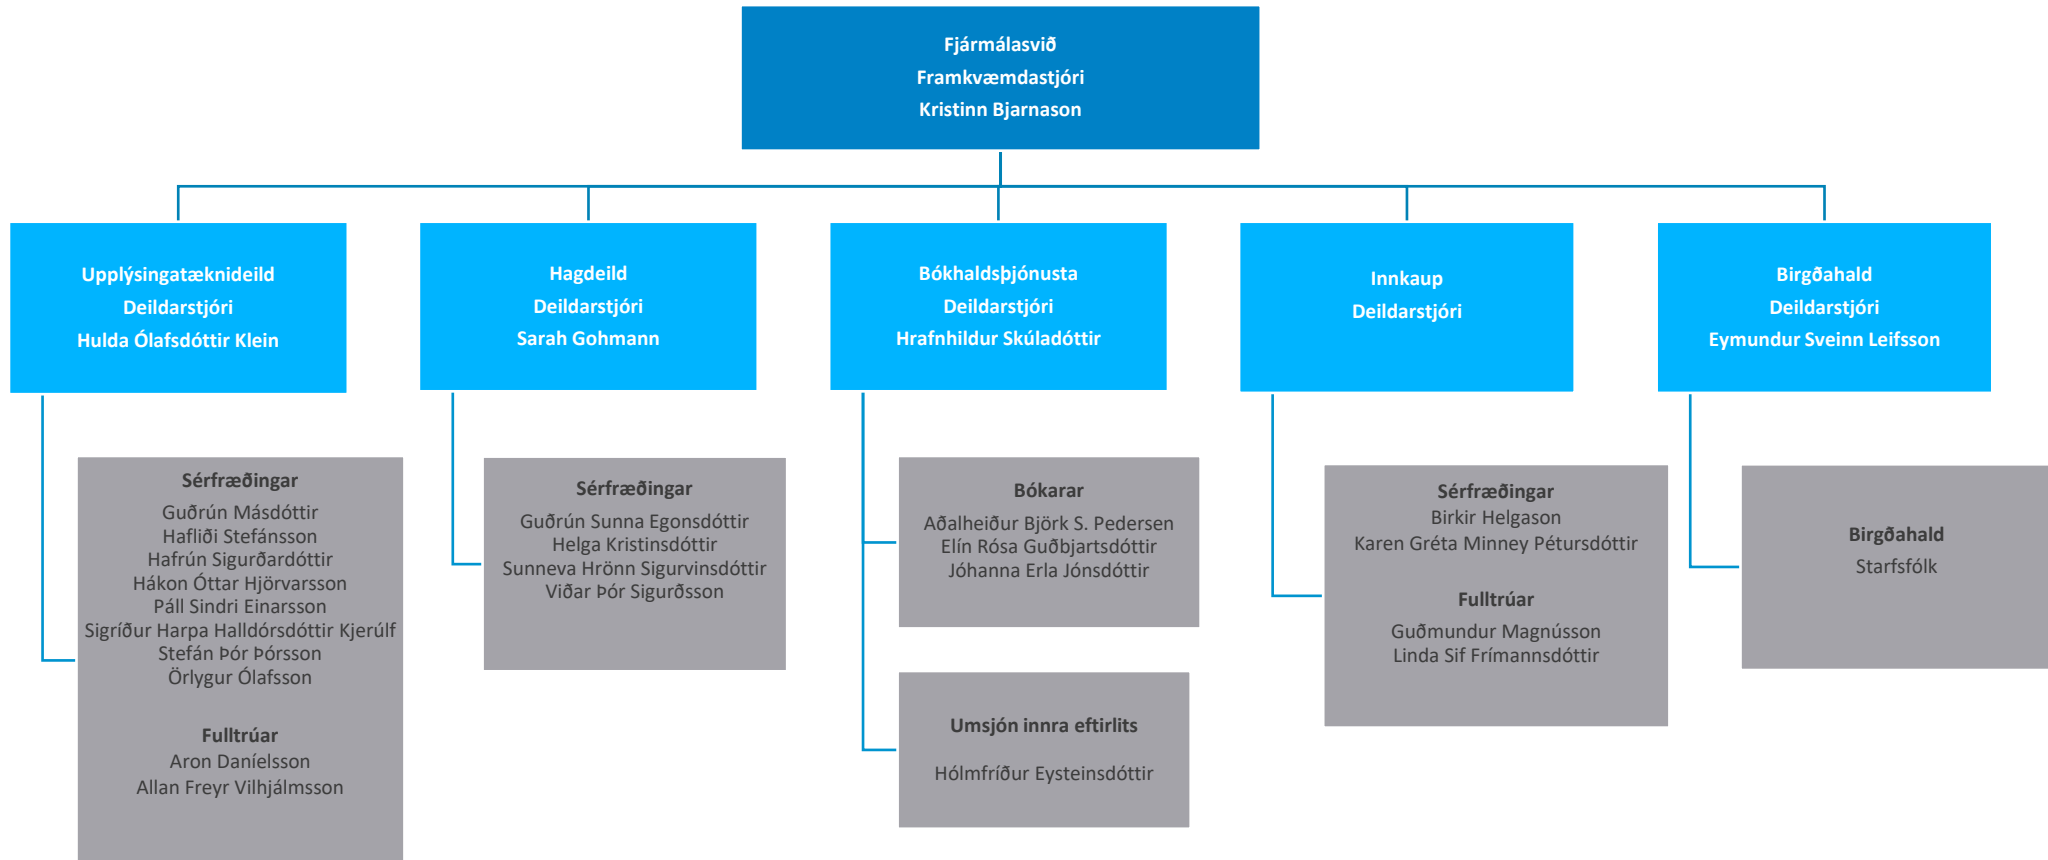 Fjármálasvið
Framkvæmdastjóri
Kristinn Bjarnason
Upplýsingatæknideild
Deildarstjóri
Hulda Ólafsdóttir Klein
Hagdeild
Deildarstjóri
Sarah Gohmann
Bókhaldsþjónusta
Deildarstjóri
Hrafnhildur Skúladóttir
Innkaup
Deildarstjóri
Birgðahald
Deildarstjóri
Eymundur Sveinn Leifsson
Sérfræðingar
Guðrún Másdóttir
Hafliði Stefánsson
Hafrún Sigurðardóttir
Hákon Óttar Hjörvarsson
Páll Sindri Einarsson
Sigríður Harpa Halldórsdóttir Kjerúlf
Stefán Þór Þórsson
Örlygur Ólafsson
Fulltrúar
Aron Daníelsson
Allan Freyr Vilhjálmsson
Sérfræðingar
Guðrún Sunna Egonsdóttir
Helga Kristinsdóttir
Sunneva Hrönn Sigurvinsdóttir
Viðar Þór Sigurðsson
Bókarar
Aðalheiður Björk S. Pedersen
Elín Rósa Guðbjartsdóttir
Jóhanna Erla Jónsdóttir
Umsjón innra eftirlits
Hólmfríður Eysteinsdóttir
Sérfræðingar
Birkir Helgason
Karen Gréta Minney Pétursdóttir
Fulltrúar
Guðmundur Magnússon
Linda Sif Frímannsdóttir
Birgðahald
Starfsfólk